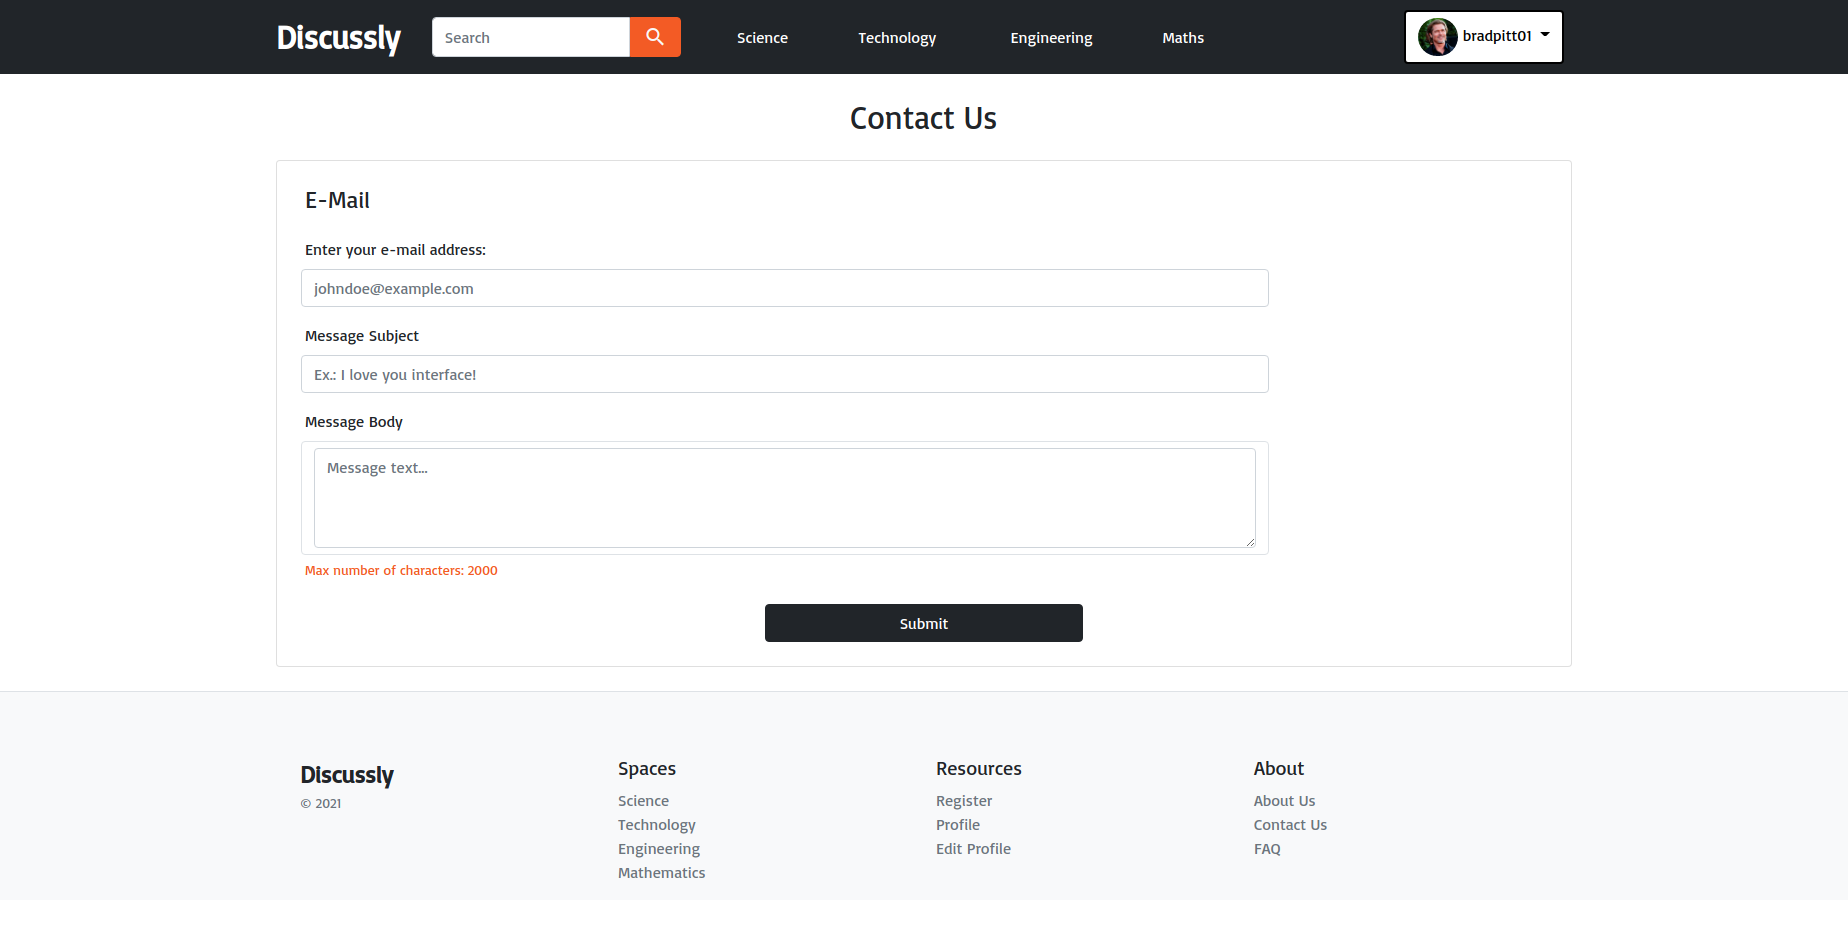 Discussly Search Science Technology Engineering Maths bradpitt01
Contact Us
E-Mail
Enter your e-mail address:
johndoe@example.com
Message Subject
Ex.: I love you interface!
Message Body
Message text...
Max number of characters: 2000
Submit
Discussly
© 2021
Spaces
Science
Technology
Engineering
Mathematics
Resources
Register
Profile
Edit Profile
About
About Us
Contact Us
FAQ